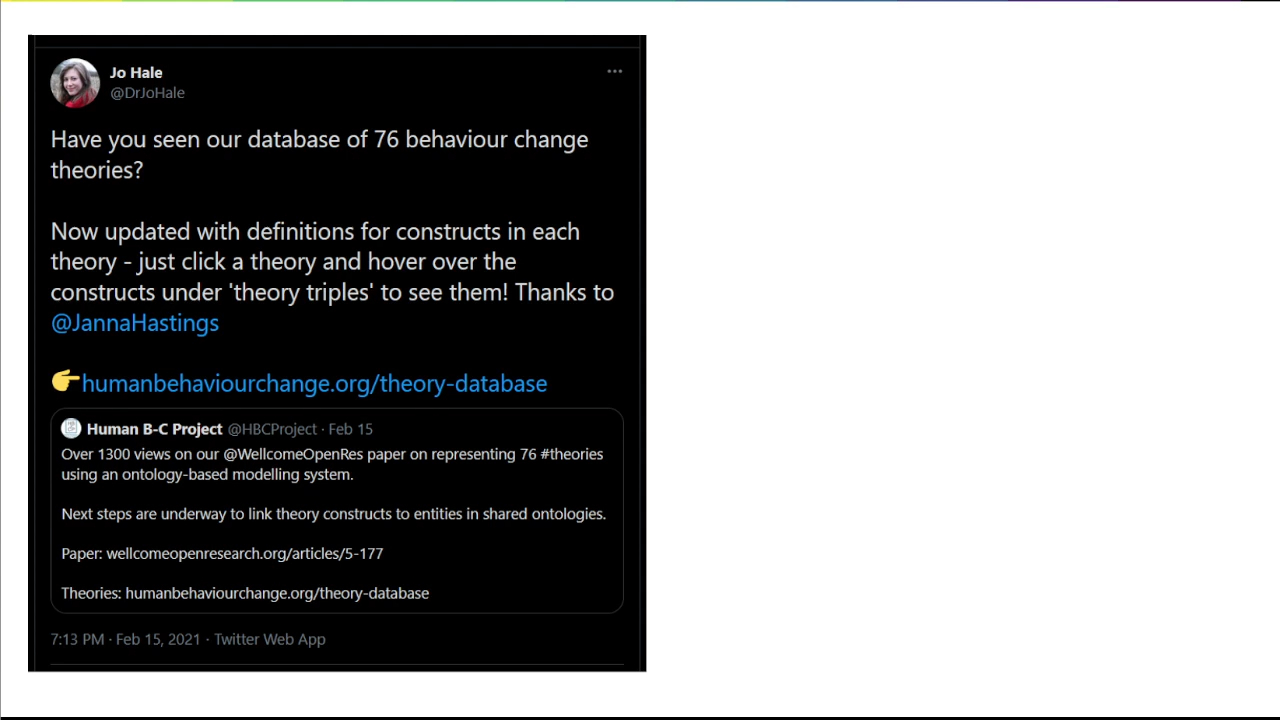 Jo Hale
@DrJoHale
Have you seen our database of 76 behaviour change
theories?
Now updated with definitions for constructs in each
theory - just click a theory and hover over the
constructs under 'theory triples' to see them! Thanks to
@JannaHastings
👉humanbehaviourchange.org/theory-database
Human B-C Project @HBCProject · Feb 15
Over 1300 views on our @WellcomeOpenRes paper on representing 76 #theories
using an ontology-based modelling system.
Next steps are underway to link theory constructs to entities in shared ontologies.
Paper: wellcomeopenresearch.org/articles/5-177
Theories: humanbehaviourchange.org/theory-database
7:13 PM · Feb 15, 2021 · Twitter Web App